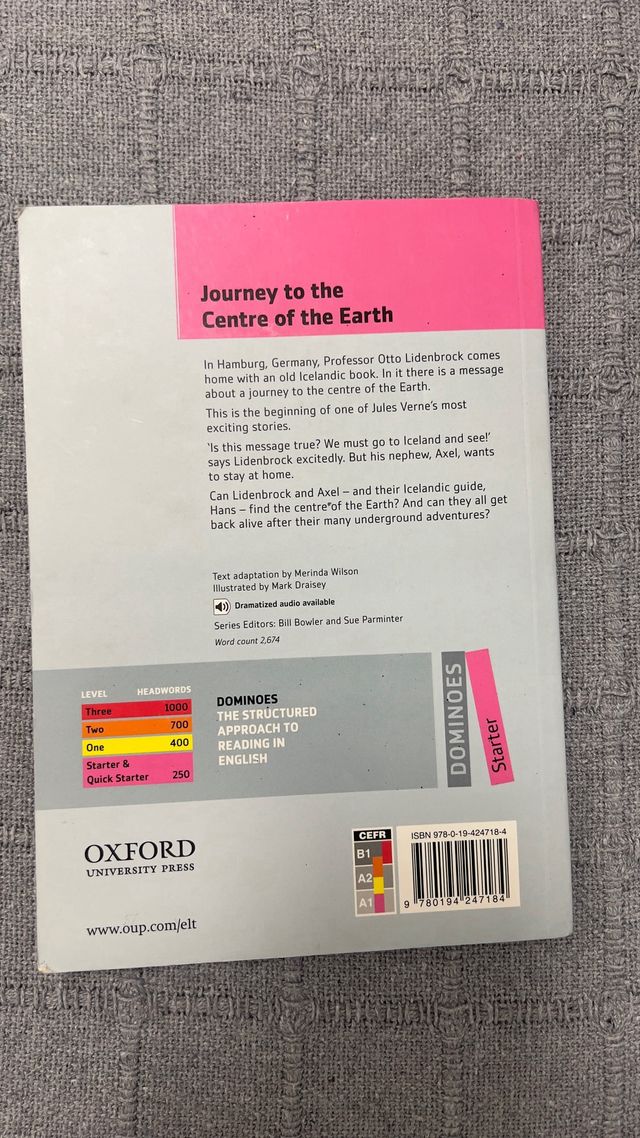 Journey to the
Centre of the Earth
In Hamburg, Germany, Professor Otto Lidenbrock comes
home with an old Icelandic book. In it there is a message
about a journey to the centre of the Earth.
This is the beginning of one of Jules Verne's most
exciting stories.
'Is this message true? We must go to Iceland and see!'
says Lidenbrock excitedly. But his nephew, Axel, wants
to stay at home.
Can Lidenbrock and Axel – and their Icelandic guide,
Hans – find the centre of the Earth? And can they all get
back alive after their many underground adventures?
Text adaptation by Merinda Wilson
Illustrated by Mark Draisey
Dramatized audio available
Series Editors: Bill Bowler and Sue Parminter
Word count 2,674
LEVEL HEADWORDS
Three 1000
Two 700
One 400
Starter &
Quick Starter 250
DOMINOES
THE STRUCTURED
APPROACH TO
READING IN
ENGLISH
DOMINOES
Starter
OXFORD
UNIVERSITY PRESS
www.oup.com/elt
CEFR
B1
A2
A1
ISBN 978-0-19-424718-4
9 780194 247184